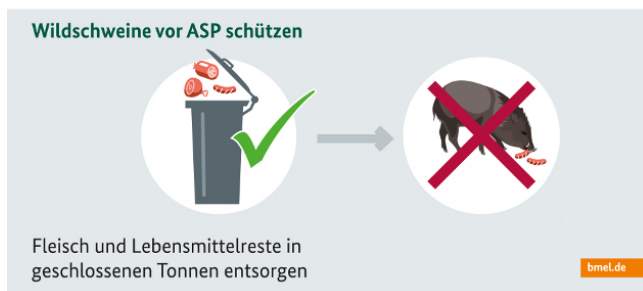 Wildschweine vor ASP schützen
Fleisch und Lebensmittelreste in
geschlossenen Tonnen entsorgen
bmel.de